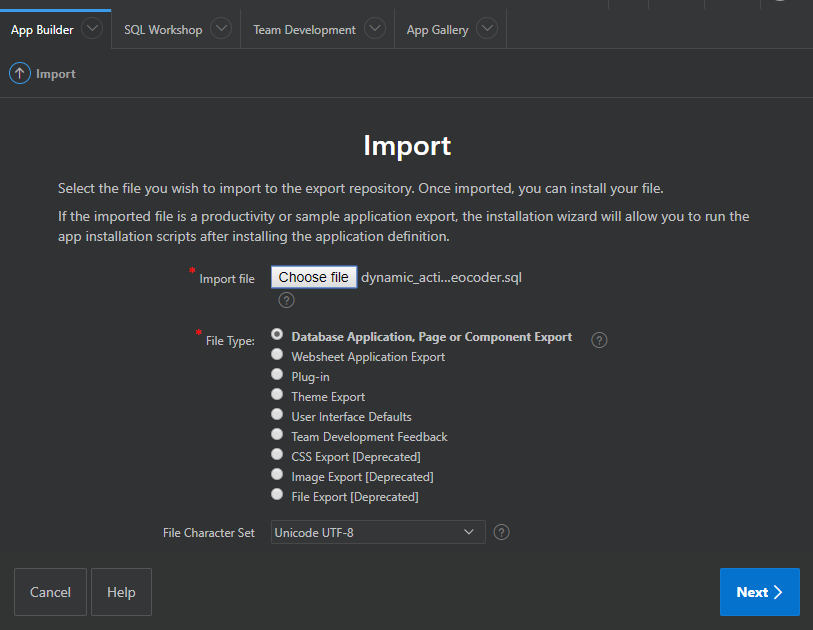 App Builder
SQL Workshop
Team Development
App Gallery
Import
Import
Select the file you wish to import to the export repository. Once imported, you can install your file.
If the imported file is a productivity or sample application export, the installation wizard will allow you to run the
app installation scripts after installing the application definition.
* Import file Choose file dynamic_acti...eocoder.sql
?
* File Type: Database Application, Page or Component Export ?
Websheet Application Export
Plug-in
Theme Export
User Interface Defaults
Team Development Feedback
CSS Export [Deprecated]
Image Export [Deprecated]
File Export [Deprecated]
File Character Set Unicode UTF-8 ?
Cancel
Help
Next